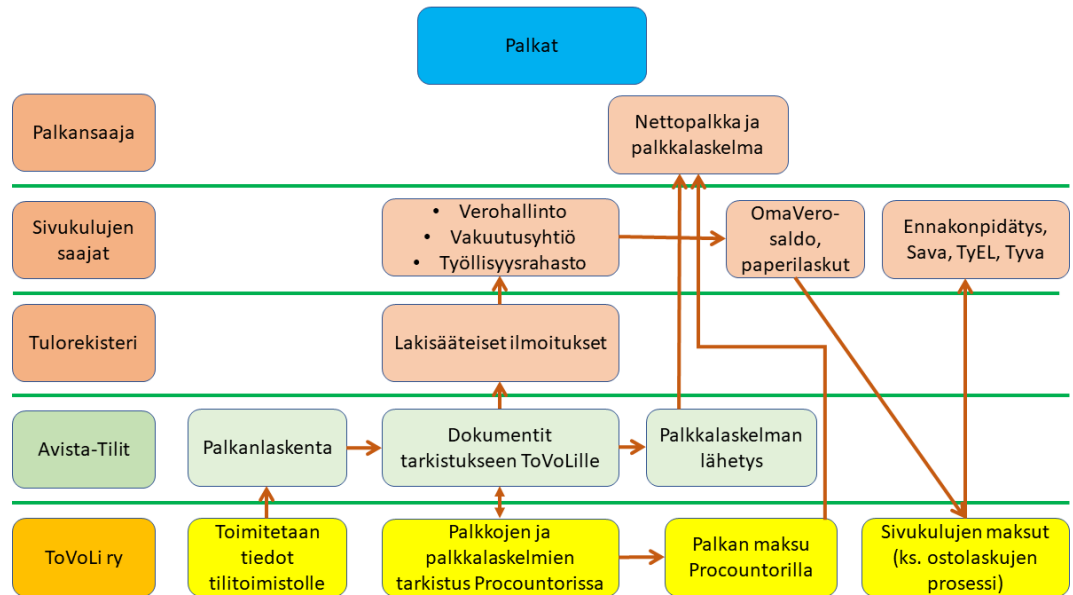 Palkat
Palkansaaja
Nettopalkka ja
palkkalaskelma
Sivukulujen
saajat
• Verohallinto
• Vakuutusyhtiö
• Työllisyysrahasto
OmaVero-
saldo,
paperilaskut
Ennakonpidätys,
Sava, TyEL, Tyva
Tulorekisteri
Lakisääteiset ilmoitukset
Avista-Tilit
Palkanlaskenta
Dokumentit
tarkistukseen ToVoLille
Palkkalaskelman
lähetys
ToVoLi ry
Toimitetaan
tiedot
tilitoimistolle
Palkkojen ja
palkkalaskelmien
tarkistus Procountorissa
Palkan maksu
Procountorilla
Sivukulujen maksut
(ks. ostolaskujen
prosessi)